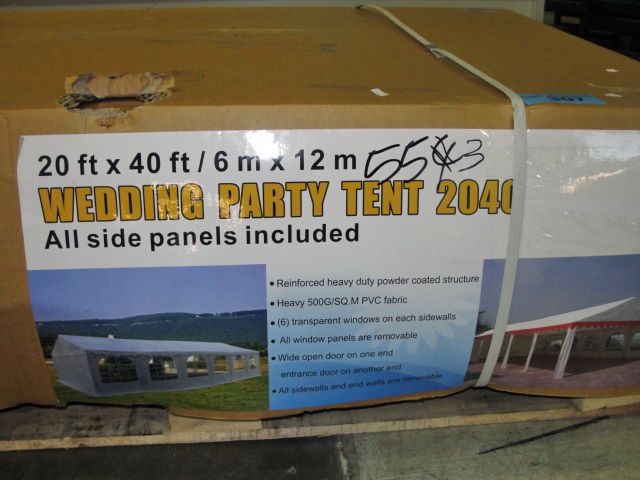 307
20 ft x 40 ft / 6 m x 12 m
WEDDING PARTY TENT 2040
All side panels included
• Reinforced heavy duty powder coated structure
• Heavy 500G/SQ.M PVC fabric
• (6) transparent windows on each sidewalls
• All window panels are removable
• Wide open door on one end
entrance door on another end
• All sidewalls and end walls are removable